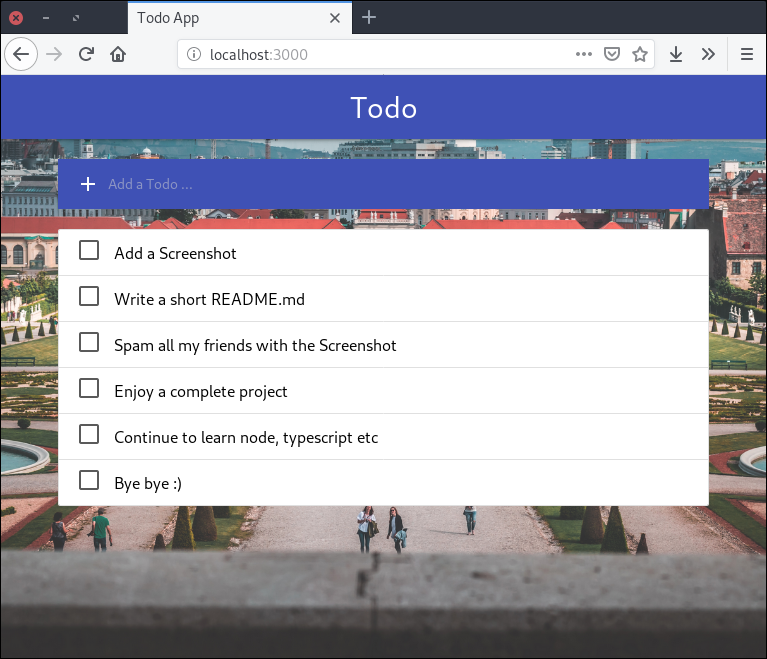 Todo App
localhost:3000
Todo
Add a Todo ...
Add a Screenshot
Write a short README.md
Spam all my friends with the Screenshot
Enjoy a complete project
Continue to learn node, typescript etc
Bye bye :)